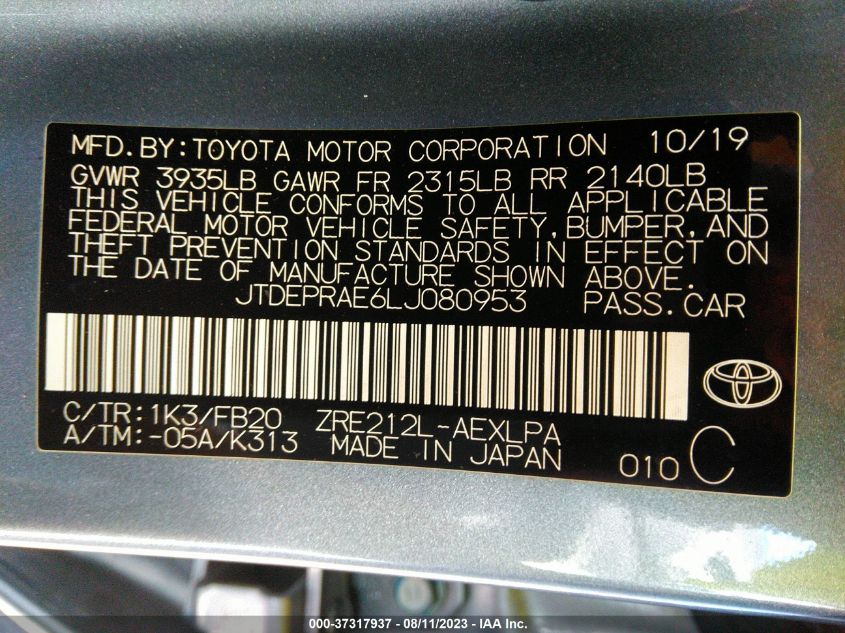 MFD.BY:TOYOTA MOTOR CORPORATION 10/19
GVWR 3935LB GAWR FR 2315LB RR 2140LB
THIS VEHICLE CONFORMS TO ALL APPLICABLE
FEDERAL MOTOR VEHICLE SAFETY,BUMPER,AND
THEFT PREVENTION STANDARDS IN EFFECT ON
THE DATE OF MANUFACTURE SHOWN ABOVE.
JTDEPRAE6LJ080953 PASS.CAR
C/TR:1K3/FB20 ZRE212L-AEXLPA
A/TM:-05A/K313 MADE IN JAPAN 010 C
000-37317937 - 08/11/2023 - IAA Inc.